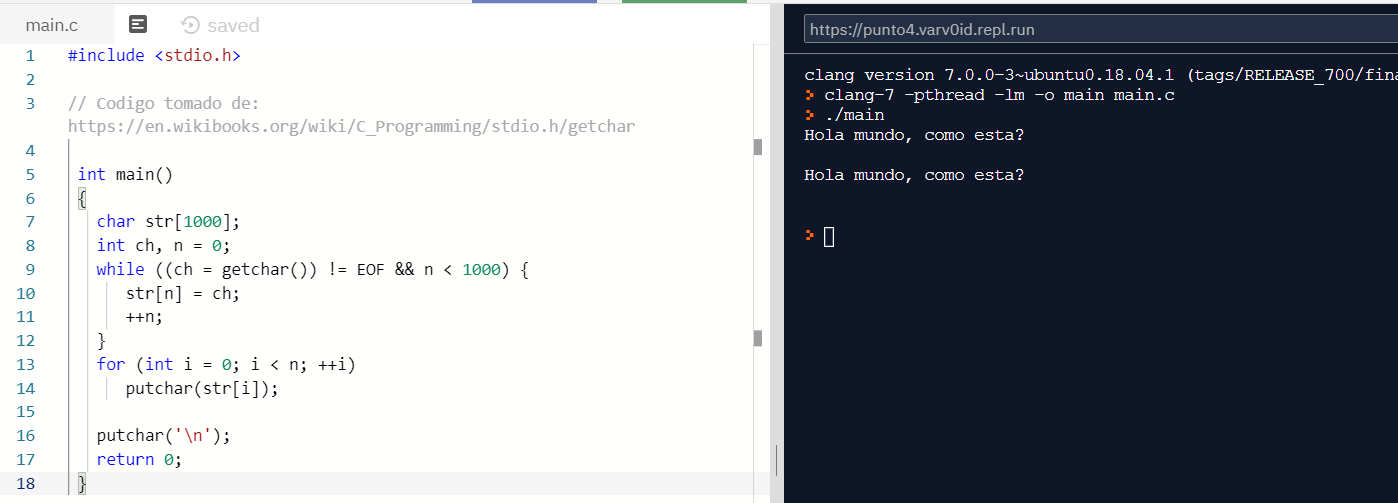 main.c
saved
1 #include <stdio.h>
2
3 // Codigo tomado de:
https://en.wikibooks.org/wiki/C_Programming/stdio.h/getchar
4
5 int main()
6 {
7 char str[1000];
8 int ch, n = 0;
9 while ((ch = getchar()) != EOF && n < 1000) {
10 str[n] = ch;
11 ++n;
12 }
13 for (int i = 0; i < n; ++i)
14 putchar(str[i]);
15
16 putchar('\n');
17 return 0;
18 }
https://punto4.varv0id.repl.run
clang version 7.0.0-3~ubuntu0.18.04.1 (tags/RELEASE_700/fina
> clang-7 -pthread -lm -o main main.c
> ./main
Hola mundo, como esta?
Hola mundo, como esta?
>